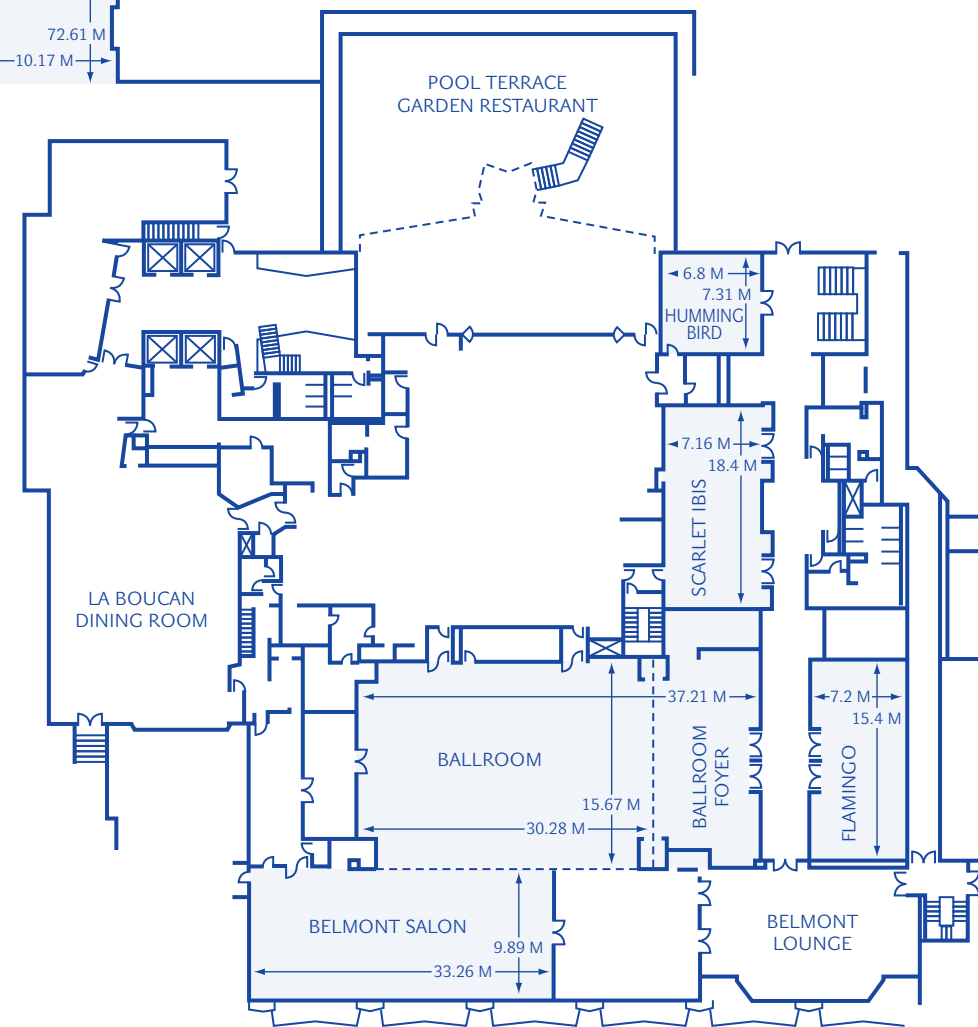 72.61 M
10.17 M
POOL TERRACE
GARDEN RESTAURANT
6.8 M
7.31 M
HUMMING
BIRD
7.16 M
18.4 M
SCARLET IBIS
LA BOUCAN
DINING ROOM
37.21 M
7.2 M
15.4 M
BALLROOM
BALLROOM
FOYER
FLAMINGO
15.67 M
30.28 M
BELMONT SALON
9.89 M
33.26 M
BELMONT
LOUNGE